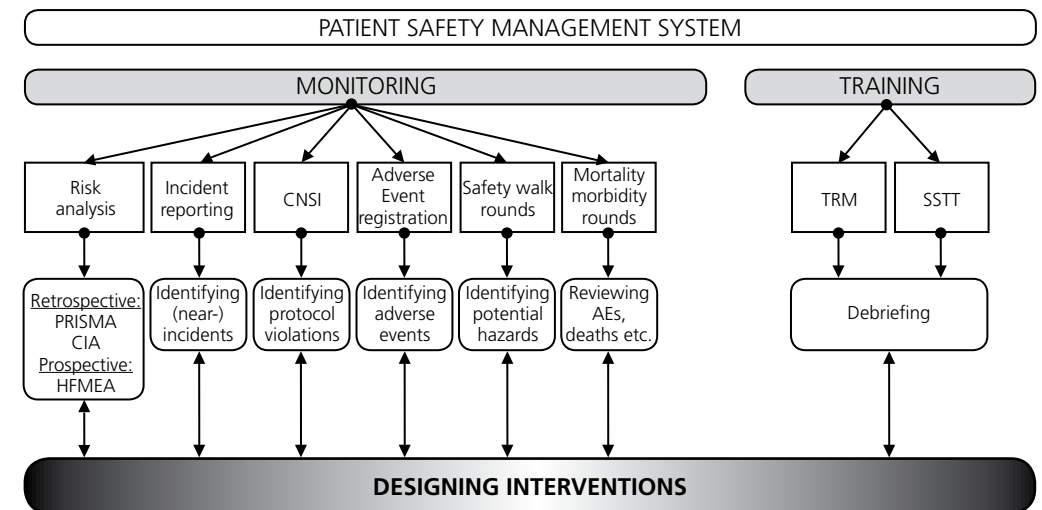 PATIENT SAFETY MANAGEMENT SYSTEM
MONITORING
TRAINING
Risk
analysis
Incident
reporting
CNSI
Adverse
Event
registration
Safety walk
rounds
Mortality
morbidity
rounds
TRM
SSTT
Retrospective:
PRISMA
CIA
Prospective:
HFMEA
Identifying
(near-)
incidents
Identifying
protocol
violations
Identifying
adverse
events
Identifying
potential
hazards
Reviewing
AEs,
deaths etc.
Debriefing
DESIGNING INTERVENTIONS